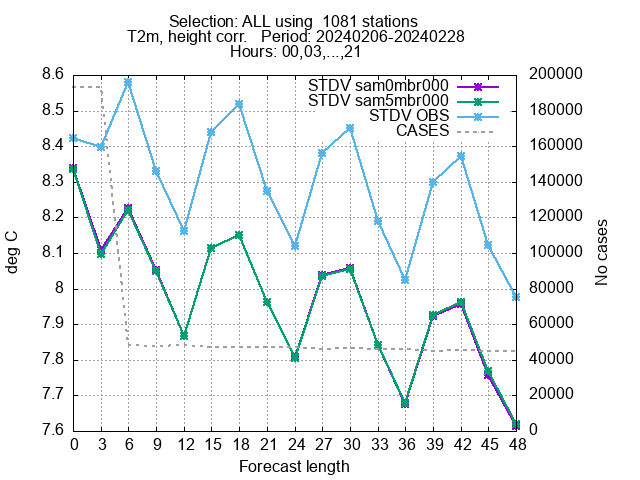 Selection: ALL using  1081 stations
T2m, height corr.   Period: 20240206-20240228
Hours: 00,03,...,21
STDV sam0mbr000
STDV sam5mbr000
STDV OBS
CASES
8.6
8.5
8.4
8.3
8.2
8.1
8
7.9
7.8
7.7
7.6
deg C
200000
180000
160000
140000
120000
100000
80000
60000
40000
20000
0
No cases
0 3 6 9 12 15 18 21 24 27 30 33 36 39 42 45 48
Forecast length